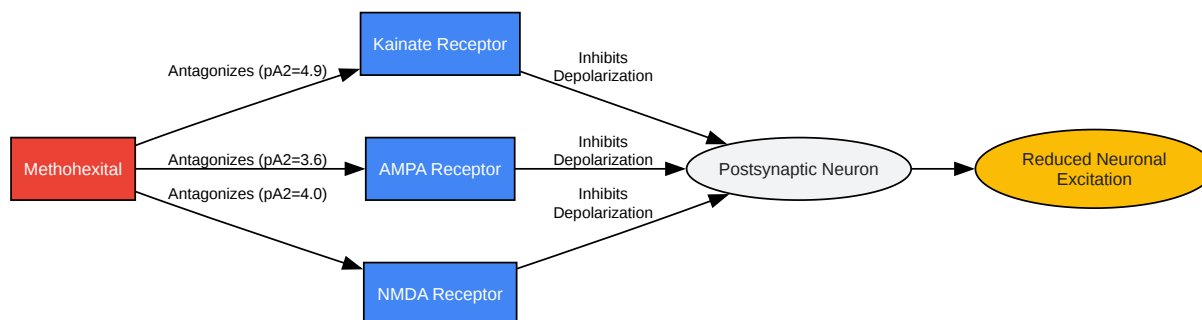 Kainate Receptor
Inhibits
Depolarization
Antagonizes (pA2=4.9)
Methohexital
Antagonizes (pA2=3.6)
AMPA Receptor
Inhibits
Depolarization
Postsynaptic Neuron
Reduced Neuronal
Excitation
Antagonizes (pA2=4.0)
Inhibits
Depolarization
NMDA Receptor